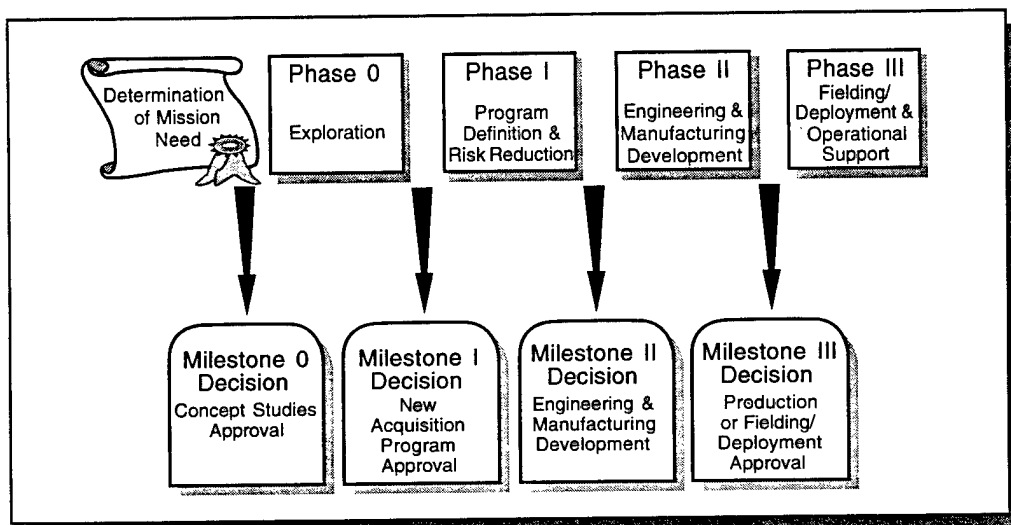 Determination
of Mission
Need
Phase 0
Exploration
Phase I
Program
Definition &
Risk Reduction
Phase II
Engineering &
Manufacturing
Development
Phase III
Fielding/
Deployment &
Operational
Support
Milestone 0
Decision
Concept Studies
Approval
Milestone I
Decision
New
Acquisition
Program
Approval
Milestone II
Decision
Engineering &
Manufacturing
Development
Milestone III
Decision
Production
or Fielding/
Deployment
Approval